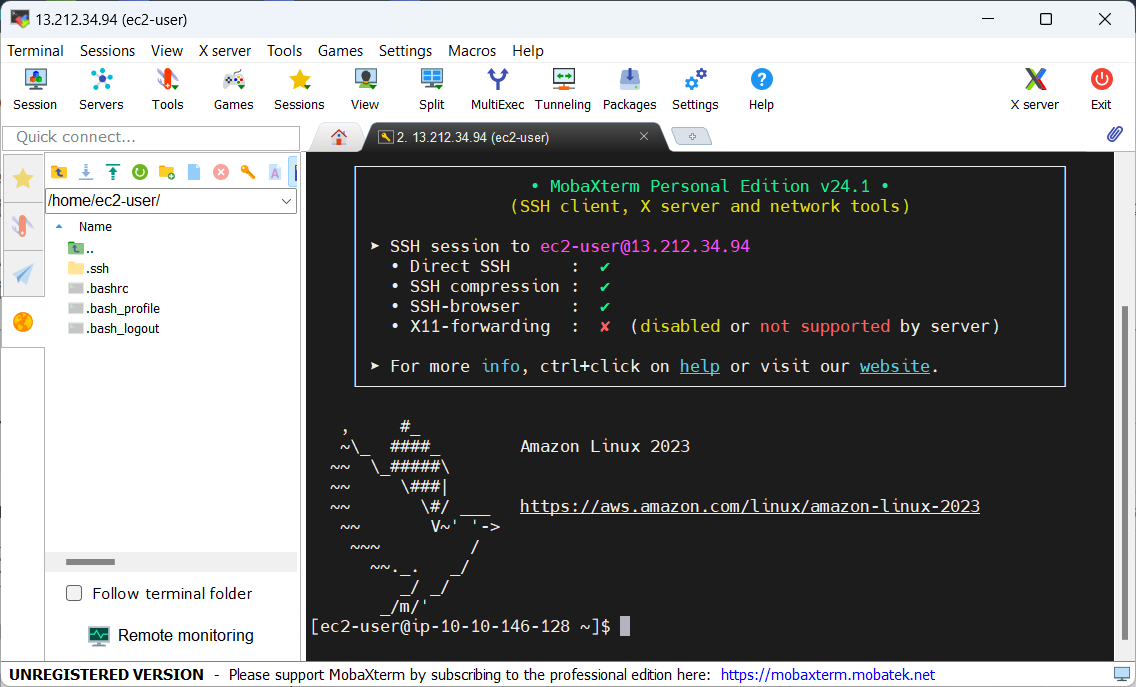 13.212.34.94 (ec2-user)
Terminal Sessions View X server Tools Games Settings Macros Help
Session Servers Tools Games Sessions View Split MultiExec Tunneling Packages Settings Help X server Exit
Quick connect...
2. 13.212.34.94 (ec2-user)
/home/ec2-user/
Name
..
.ssh
.bashrc
.bash_profile
.bash_logout
Follow terminal folder
Remote monitoring
• MobaXterm Personal Edition v24.1 •
(SSH client, X server and network tools)
➤ SSH session to ec2-user@13.212.34.94
• Direct SSH : ✔
• SSH compression : ✔
• SSH-browser : ✔
• X11-forwarding : ✘ (disabled or not supported by server)
➤ For more info, ctrl+click on help or visit our website.
   ,     #_
   ~\_  ####_        Amazon Linux 2023
  ~~  \_#####\
  ~~     \###|
  ~~       \#/ ___   https://aws.amazon.com/linux/amazon-linux-2023
   ~~       V~' '->
    ~~~         /
      ~~._.   _/
         _/ _/
       _/m/'
[ec2-user@ip-10-10-146-128 ~]$
UNREGISTERED VERSION - Please support MobaXterm by subscribing to the professional edition here: https://mobaxterm.mobatek.net